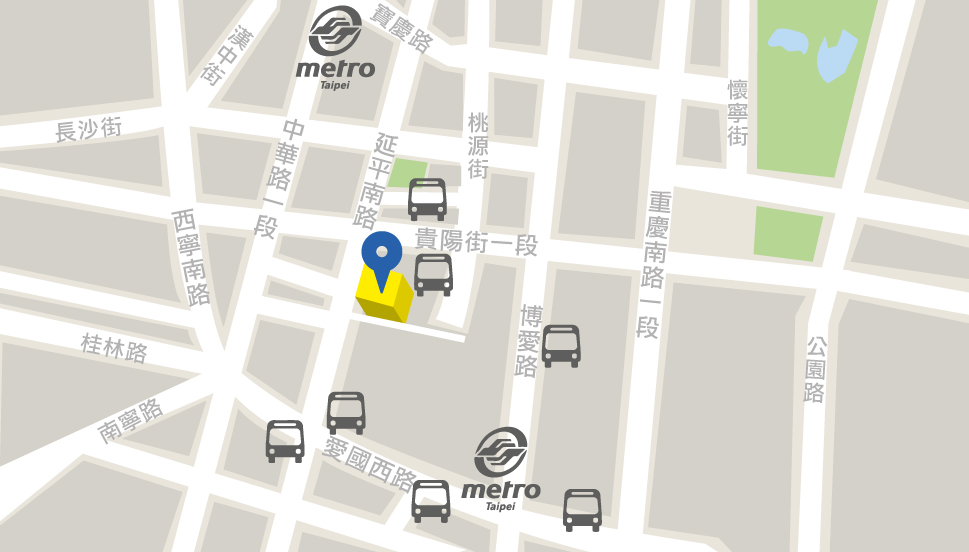 寶慶路
漢中街
metro
Taipei
懷寧街
長沙街
中華路一段
延平南路
桃源街
西寧南路
貴陽街一段
重慶南路一段
博愛路
桂林路
公園路
南寧路
愛國西路
metro
Taipei